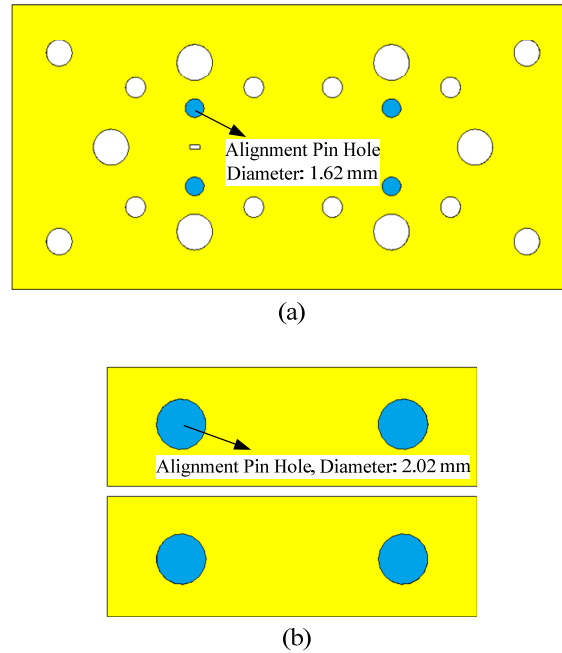 Alignment Pin Hole
Diameter: 1.62 mm
(a)
Alignment Pin Hole, Diameter: 2.02 mm
(b)